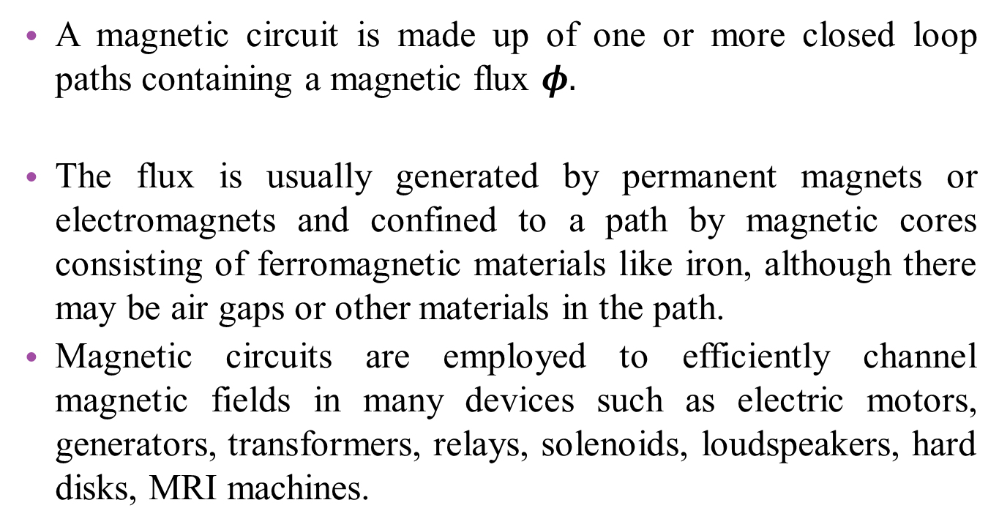 • A magnetic circuit is made up of one or more closed loop
paths containing a magnetic flux ϕ.
• The flux is usually generated by permanent magnets or
electromagnets and confined to a path by magnetic cores
consisting of ferromagnetic materials like iron, although there
may be air gaps or other materials in the path.
• Magnetic circuits are employed to efficiently channel
magnetic fields in many devices such as electric motors,
generators, transformers, relays, solenoids, loudspeakers, hard
disks, MRI machines.